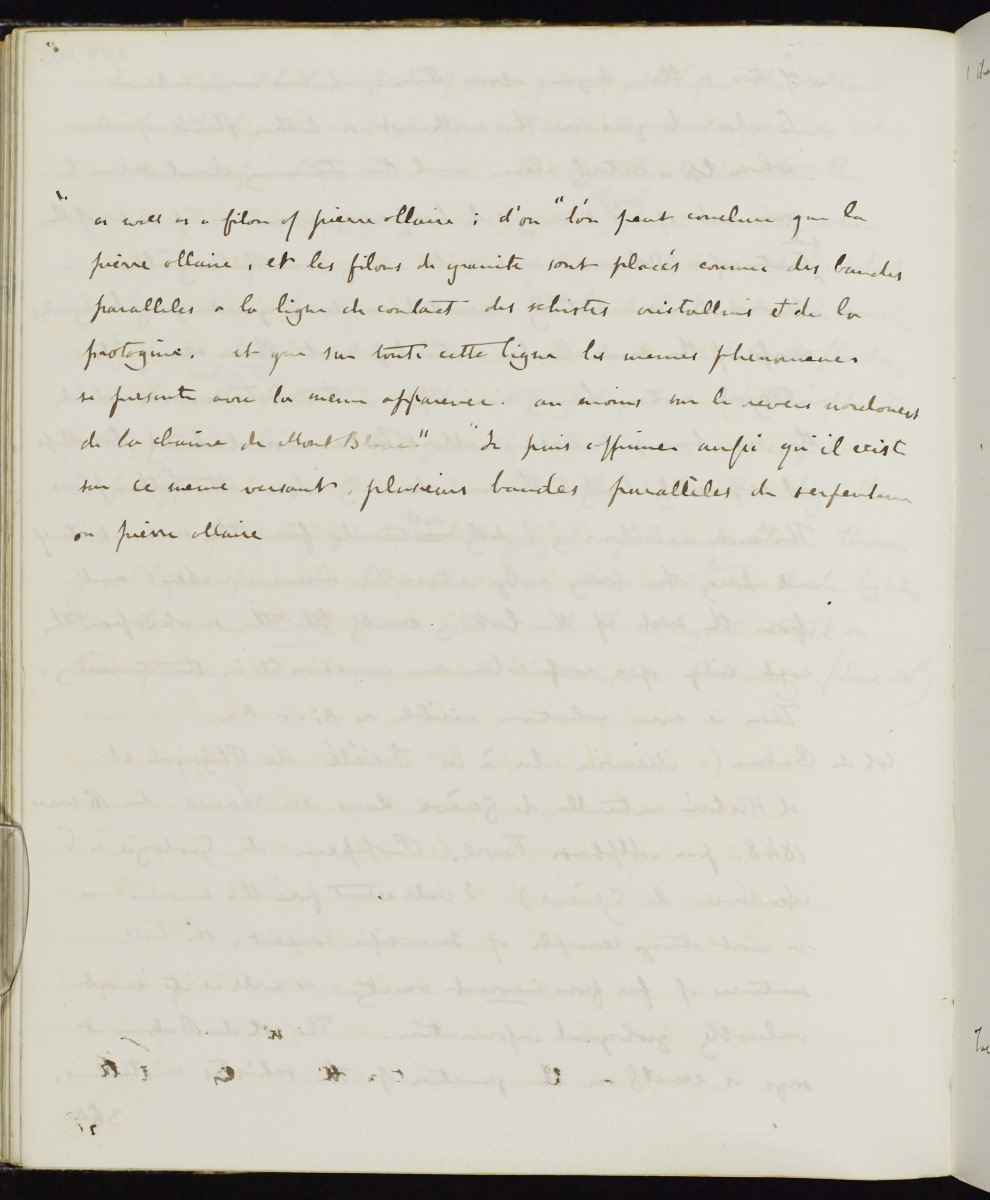 " as well as a filon of pierre ollaire ; d'ou "l'on peut conclure que la
pierre ollaire, et les filons de granite sont placés comme des bandes
paralleles a la ligne de contact des schistes cristallins et de la
protogine. et que sur toute cette ligne les memes phenomenes
se presente avec la meme apparence. au moins sur le revers nordouest
de la chaine de Mont Blanc" "Je puis affirmer aussi qu'il existe
sur ce meme versant, plusieurs bandes paralleles de serpentine
ou pierre ollaire